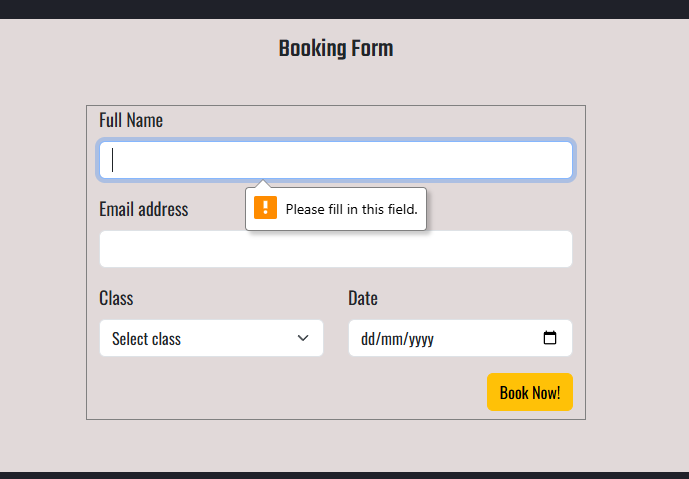 Booking Form
Full Name
Please fill in this field.
Email address
Class Date
Select class dd/mm/yyyy
Book Now!